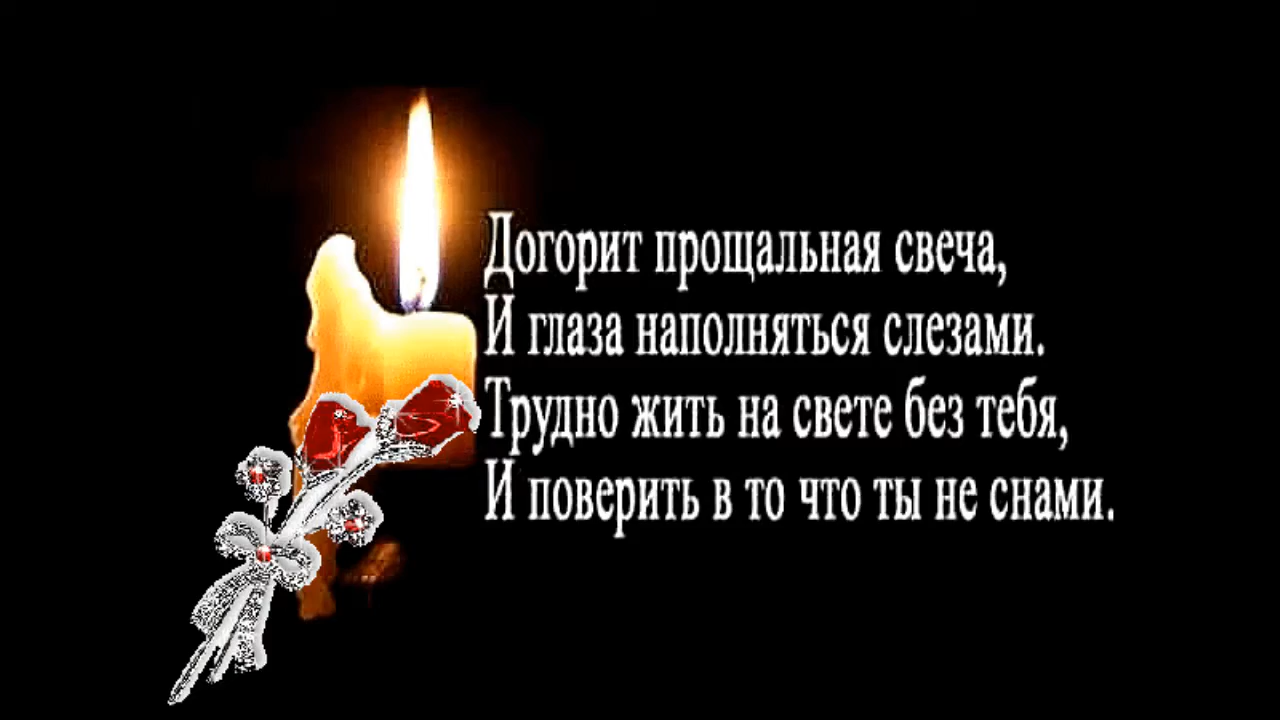 Догорит прощальная свеча,
И глаза наполняться слезами.
Трудно жить на свете без тебя,
И поверить в то что ты не снами.